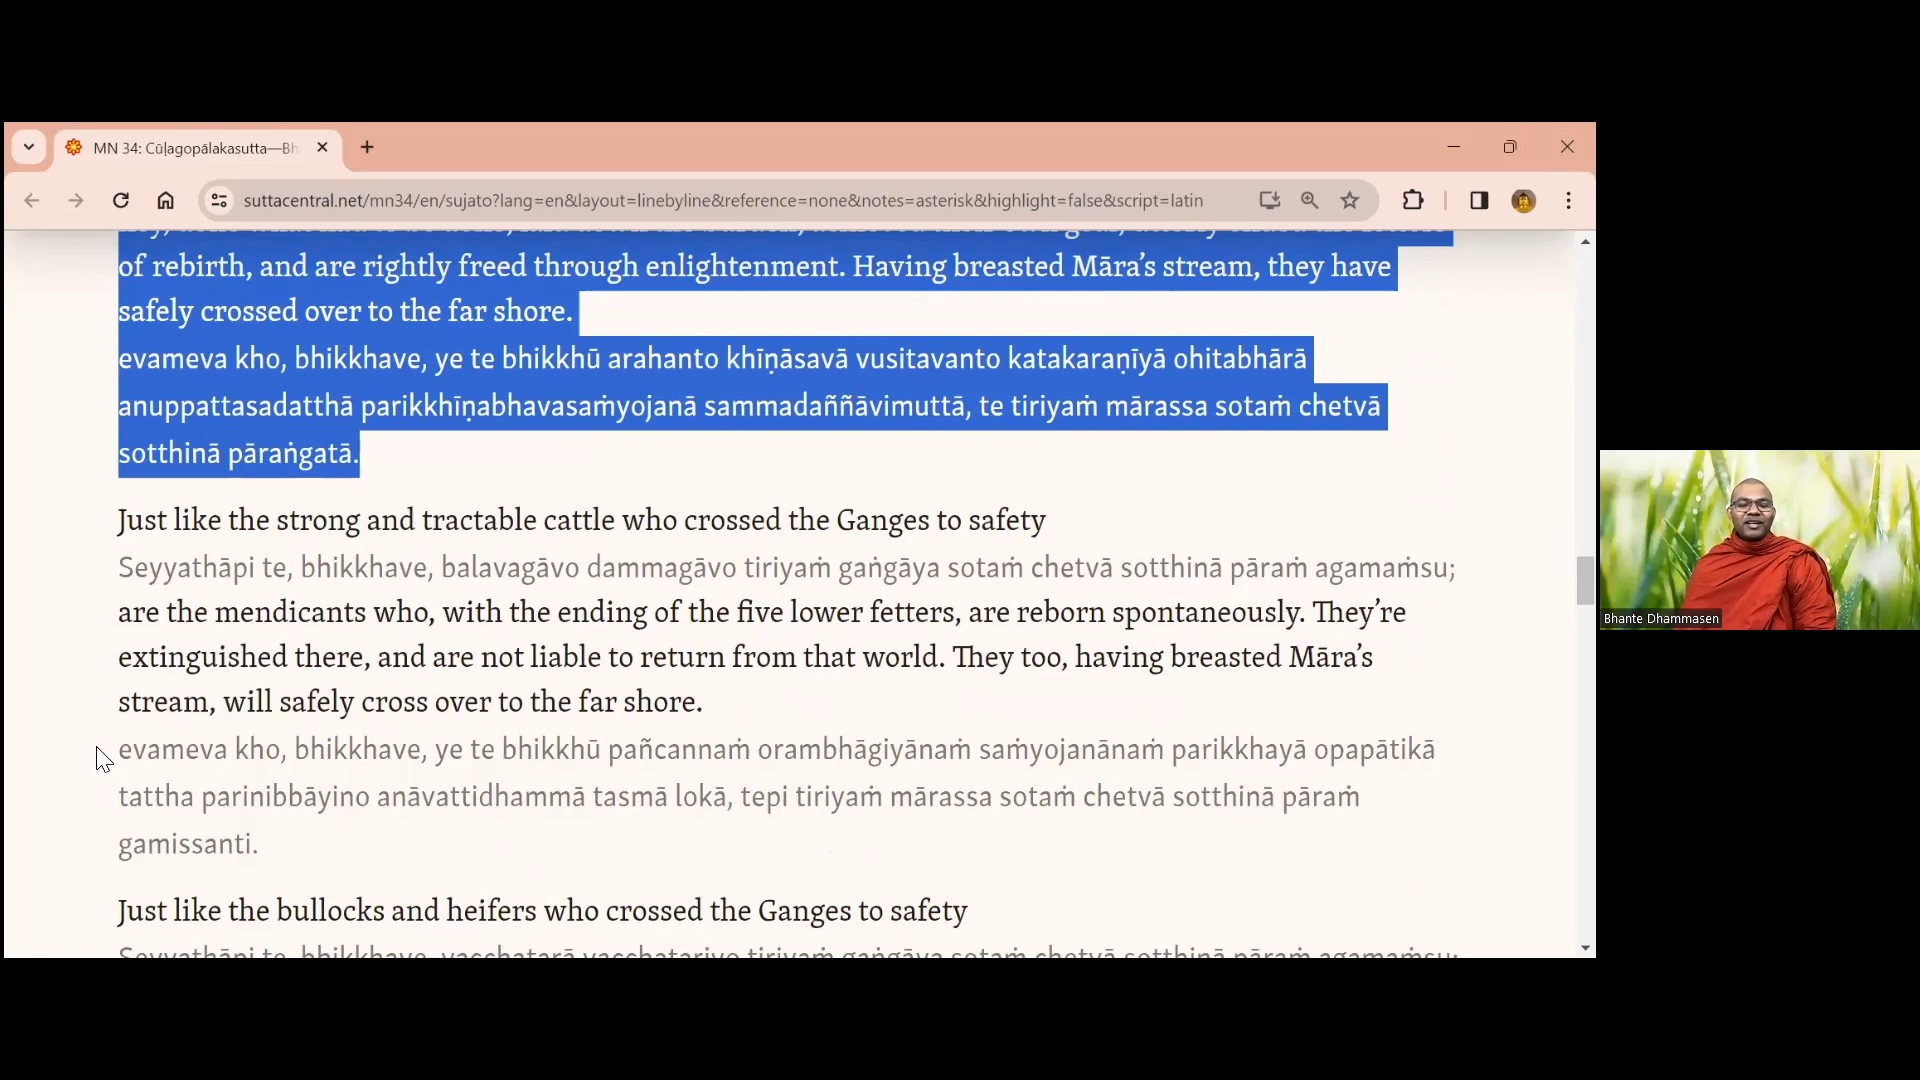 MN 34: Cūḷagopālakasutta—Bh
suttacentral.net/mn34/en/sujato?lang=en&layout=linebyline&reference=none&notes=asterisk&highlight=false&script=latin
of rebirth, and are rightly freed through enlightenment. Having breasted Māra’s stream, they have
safely crossed over to the far shore.
evameva kho, bhikkhave, ye te bhikkhū arahanto khīṇāsavā vusitavanto katakaraṇīyā ohitabhārā
anuppattasadatthā parikkhīṇabhavasaṁyojanā sammadaññāvimuttā, te tiriyaṁ mārassa sotaṁ chetvā
sotthinā pāraṅgatā.
Just like the strong and tractable cattle who crossed the Ganges to safety
Seyyathāpi te, bhikkhave, balavagāvo dammagāvo tiriyaṁ gaṅgāya sotaṁ chetvā sotthinā pāraṁ agamaṁsu;
are the mendicants who, with the ending of the five lower fetters, are reborn spontaneously. They’re
extinguished there, and are not liable to return from that world. They too, having breasted Māra’s
stream, will safely cross over to the far shore.
evameva kho, bhikkhave, ye te bhikkhū pañcannaṁ orambhāgiyānaṁ saṁyojanānaṁ parikkhayā opapātikā
tattha parinibbāyino anāvattidhammā tasmā lokā, tepi tiriyaṁ mārassa sotaṁ chetvā sotthinā pāraṁ
gamissanti.
Just like the bullocks and heifers who crossed the Ganges to safety
Seyyathāpi te, bhikkhave, vacchatarā vacchatariyo tiriyaṁ gaṅgāya sotaṁ chetvā sotthinā pāraṁ agamaṁsu;
Bhante Dhammasen